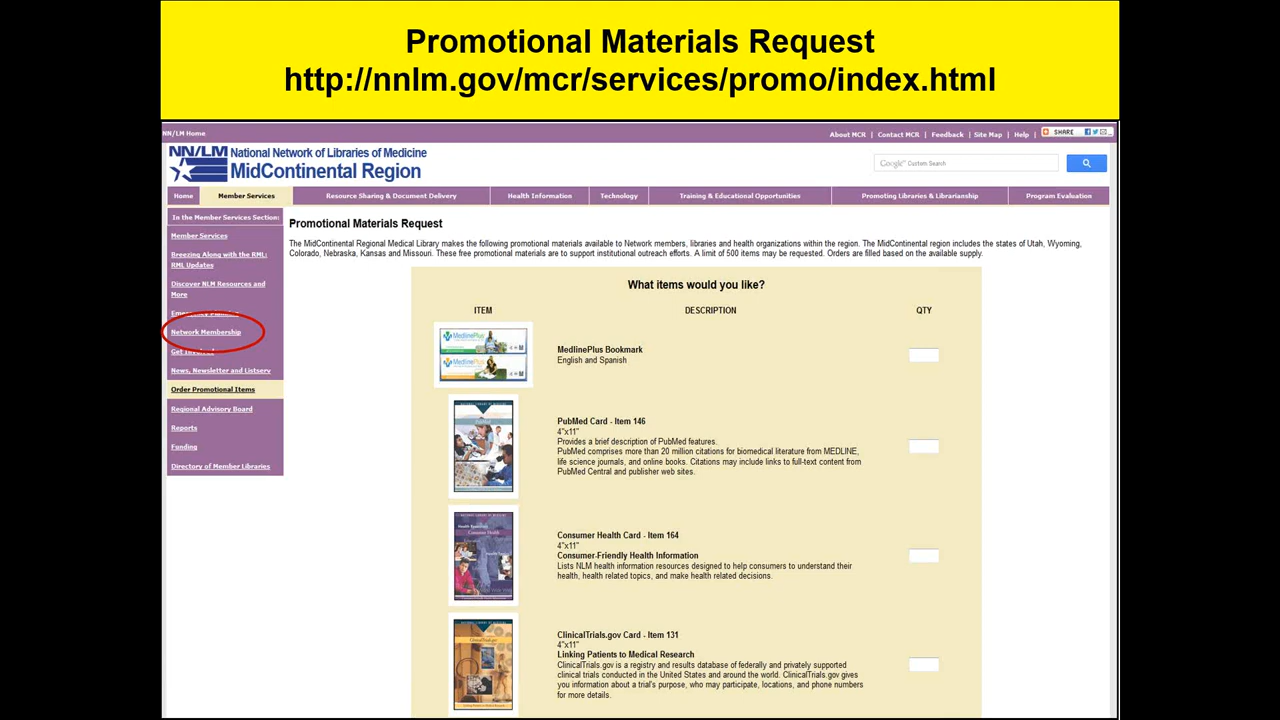 Promotional Materials Request
http://nnlm.gov/mcr/services/promo/index.html
NN/LM Home
About MCR | Contact MCR | Feedback | Site Map | Help | SHARE
NN/LM National Network of Libraries of Medicine
MidContinental Region
Google Custom Search
Home Member Services Resource Sharing & Document Delivery Health Information Technology Training & Educational Opportunities Promoting Libraries & Librarianship Program Evaluation
In the Member Services Section:
Member Services
Breezing Along with the RML:
RML Updates
Discover NLM Resources and
More
Network Membership
Get Involved
News, Newsletter and Listserv
Order Promotional Items
Regional Advisory Board
Reports
Funding
Directory of Member Libraries
Promotional Materials Request
The MidContinental Regional Medical Library makes the following promotional materials available to Network members, libraries and health organizations within the region. The MidContinental region includes the states of Utah, Wyoming,
Colorado, Nebraska, Kansas and Missouri. These free promotional materials are to support institutional outreach efforts. A limit of 500 items may be requested. Orders are filled based on the available supply.
What items would you like?
ITEM DESCRIPTION QTY
MedlinePlus
MedlinePlus
MedlinePlus Bookmark
English and Spanish
PubMed
PubMed Card - Item 146
4"x11"
Provides a brief description of PubMed features.
PubMed comprises more than 20 million citations for biomedical literature from MEDLINE,
life science journals, and online books. Citations may include links to full-text content from
PubMed Central and publisher web sites.
Consumer Health Card - Item 164
4"x11"
Consumer-Friendly Health Information
Lists NLM health information resources designed to help consumers to understand their
health, health related topics, and make health related decisions.
ClinicalTrials.gov
ClinicalTrials.gov Card - Item 131
4"x11"
Linking Patients to Medical Research
ClinicalTrials.gov is a registry and results database of federally and privately supported
clinical trials conducted in the United States and around the world. ClinicalTrials.gov gives
you information about a trial's purpose, who may participate, locations, and phone numbers
for more details.